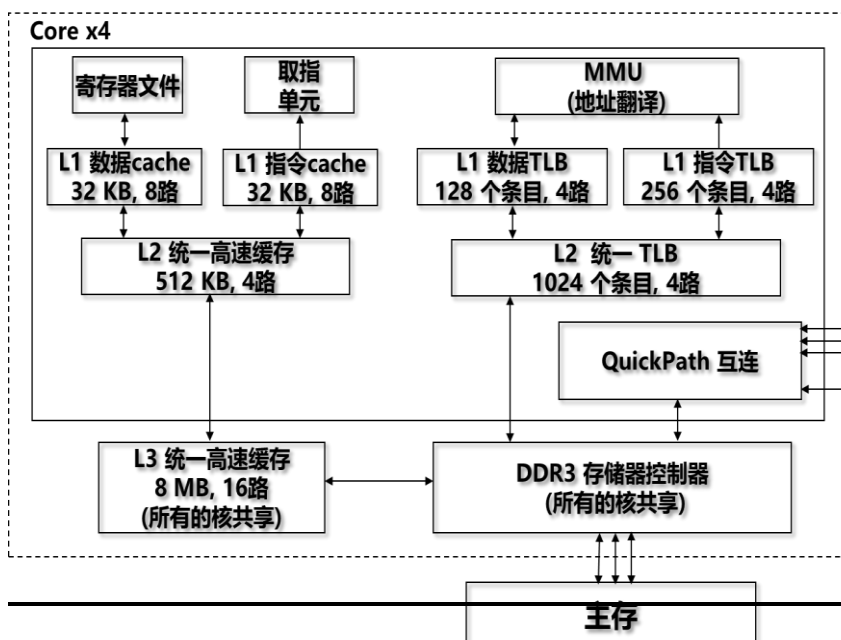 Core x4
寄存器文件
取指
单元
MMU
(地址翻译)
L1 数据cache
32 KB, 8路
L1 指令cache
32 KB, 8路
L1 数据TLB
128 个条目, 4路
L1 指令TLB
256 个条目, 4路
L2 统一高速缓存
512 KB, 4路
L2 统一 TLB
1024 个条目, 4路
QuickPath 互连
L3 统一高速缓存
8 MB, 16路
(所有的核共享)
DDR3 存储器控制器
(所有的核共享)
主存